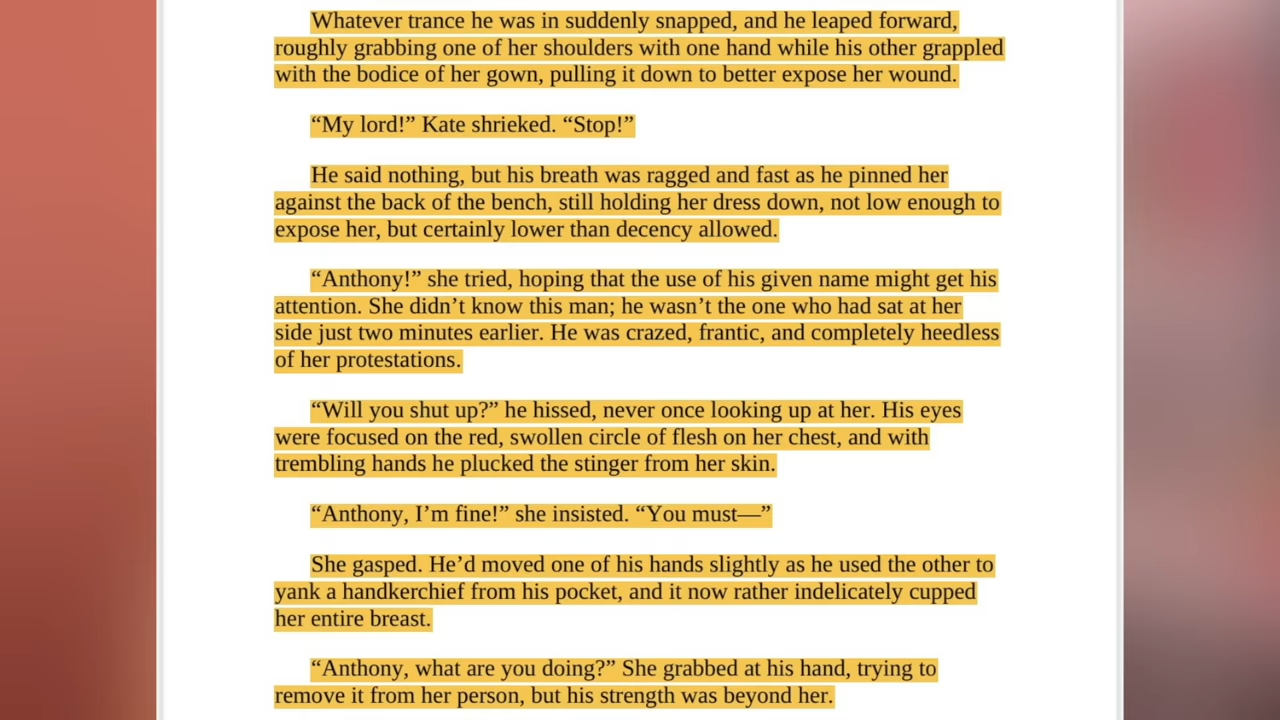 Whatever trance he was in suddenly snapped, and he leaped forward,
roughly grabbing one of her shoulders with one hand while his other grappled
with the bodice of her gown, pulling it down to better expose her wound.
“My lord!” Kate shrieked. “Stop!”
He said nothing, but his breath was ragged and fast as he pinned her
against the back of the bench, still holding her dress down, not low enough to
expose her, but certainly lower than decency allowed.
“Anthony!” she tried, hoping that the use of his given name might get his
attention. She didn’t know this man; he wasn’t the one who had sat at her
side just two minutes earlier. He was crazed, frantic, and completely heedless
of her protestations.
“Will you shut up?” he hissed, never once looking up at her. His eyes
were focused on the red, swollen circle of flesh on her chest, and with
trembling hands he plucked the stinger from her skin.
“Anthony, I’m fine!” she insisted. “You must—”
She gasped. He’d moved one of his hands slightly as he used the other to
yank a handkerchief from his pocket, and it now rather indelicately cupped
her entire breast.
“Anthony, what are you doing?” She grabbed at his hand, trying to
remove it from her person, but his strength was beyond her.